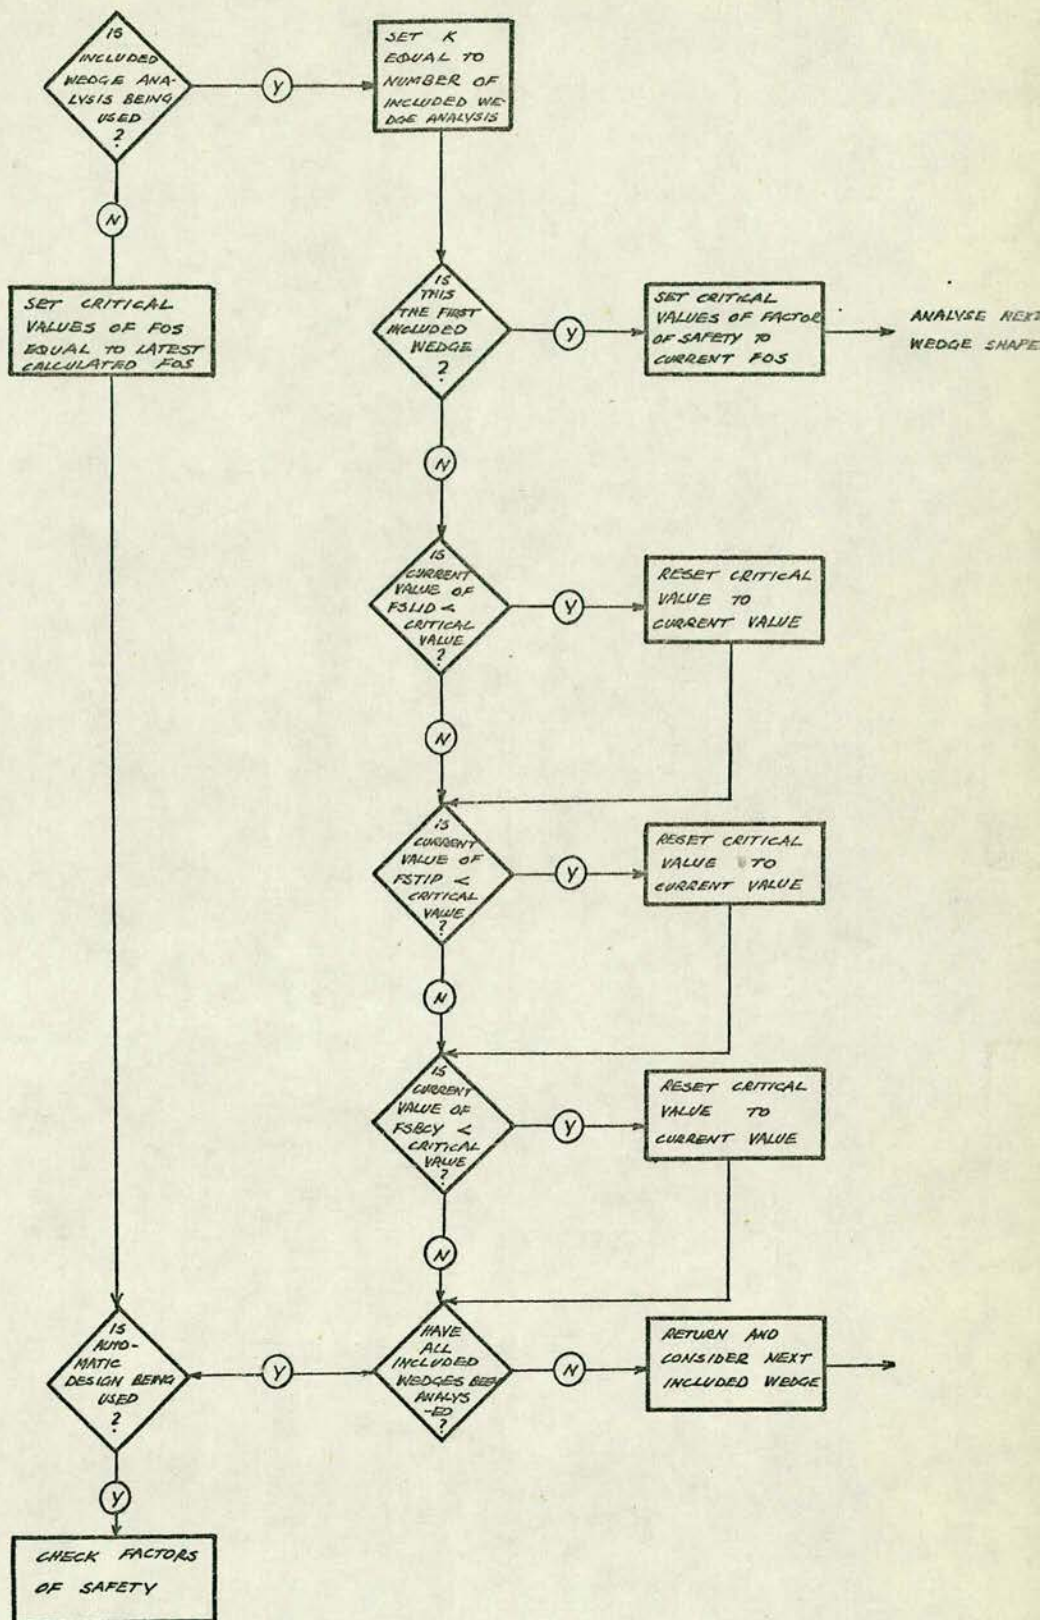 IS
INCLUDED
WEDGE ANA-
LYSIS BEING
USED
?
Y
SET K
EQUAL TO
NUMBER OF
INCLUDED WE-
DGE ANALYSIS
N
SET CRITICAL
VALUES OF FOS
EQUAL TO LATEST
CALCULATED FOS
IS
THIS
THE FIRST
INCLUDED
WEDGE
?
Y
SET CRITICAL
VALUES OF FACTOR
OF SAFETY TO
CURRENT FOS
ANALYSE NEXT
WEDGE SHAPE
N
IS
CURRENT
VALUE OF
FSLID <
CRITICAL
VALUE
?
Y
RESET CRITICAL
VALUE TO
CURRENT VALUE
N
IS
CURRENT
VALUE OF
FSTIP <
CRITICAL
VALUE
?
Y
RESET CRITICAL
VALUE TO
CURRENT VALUE
N
IS
CURRENT
VALUE OF
FSBCY <
CRITICAL
VALUE
?
Y
RESET CRITICAL
VALUE TO
CURRENT VALUE
N
IS
AUTO-
MATIC
DESIGN BEING
USED
?
Y
HAVE
ALL
INCLUDED
WEDGES BEEN
ANALYS
-ED
?
N
RETURN AND
CONSIDER NEXT
INCLUDED WEDGE
Y
CHECK FACTORS
OF SAFETY